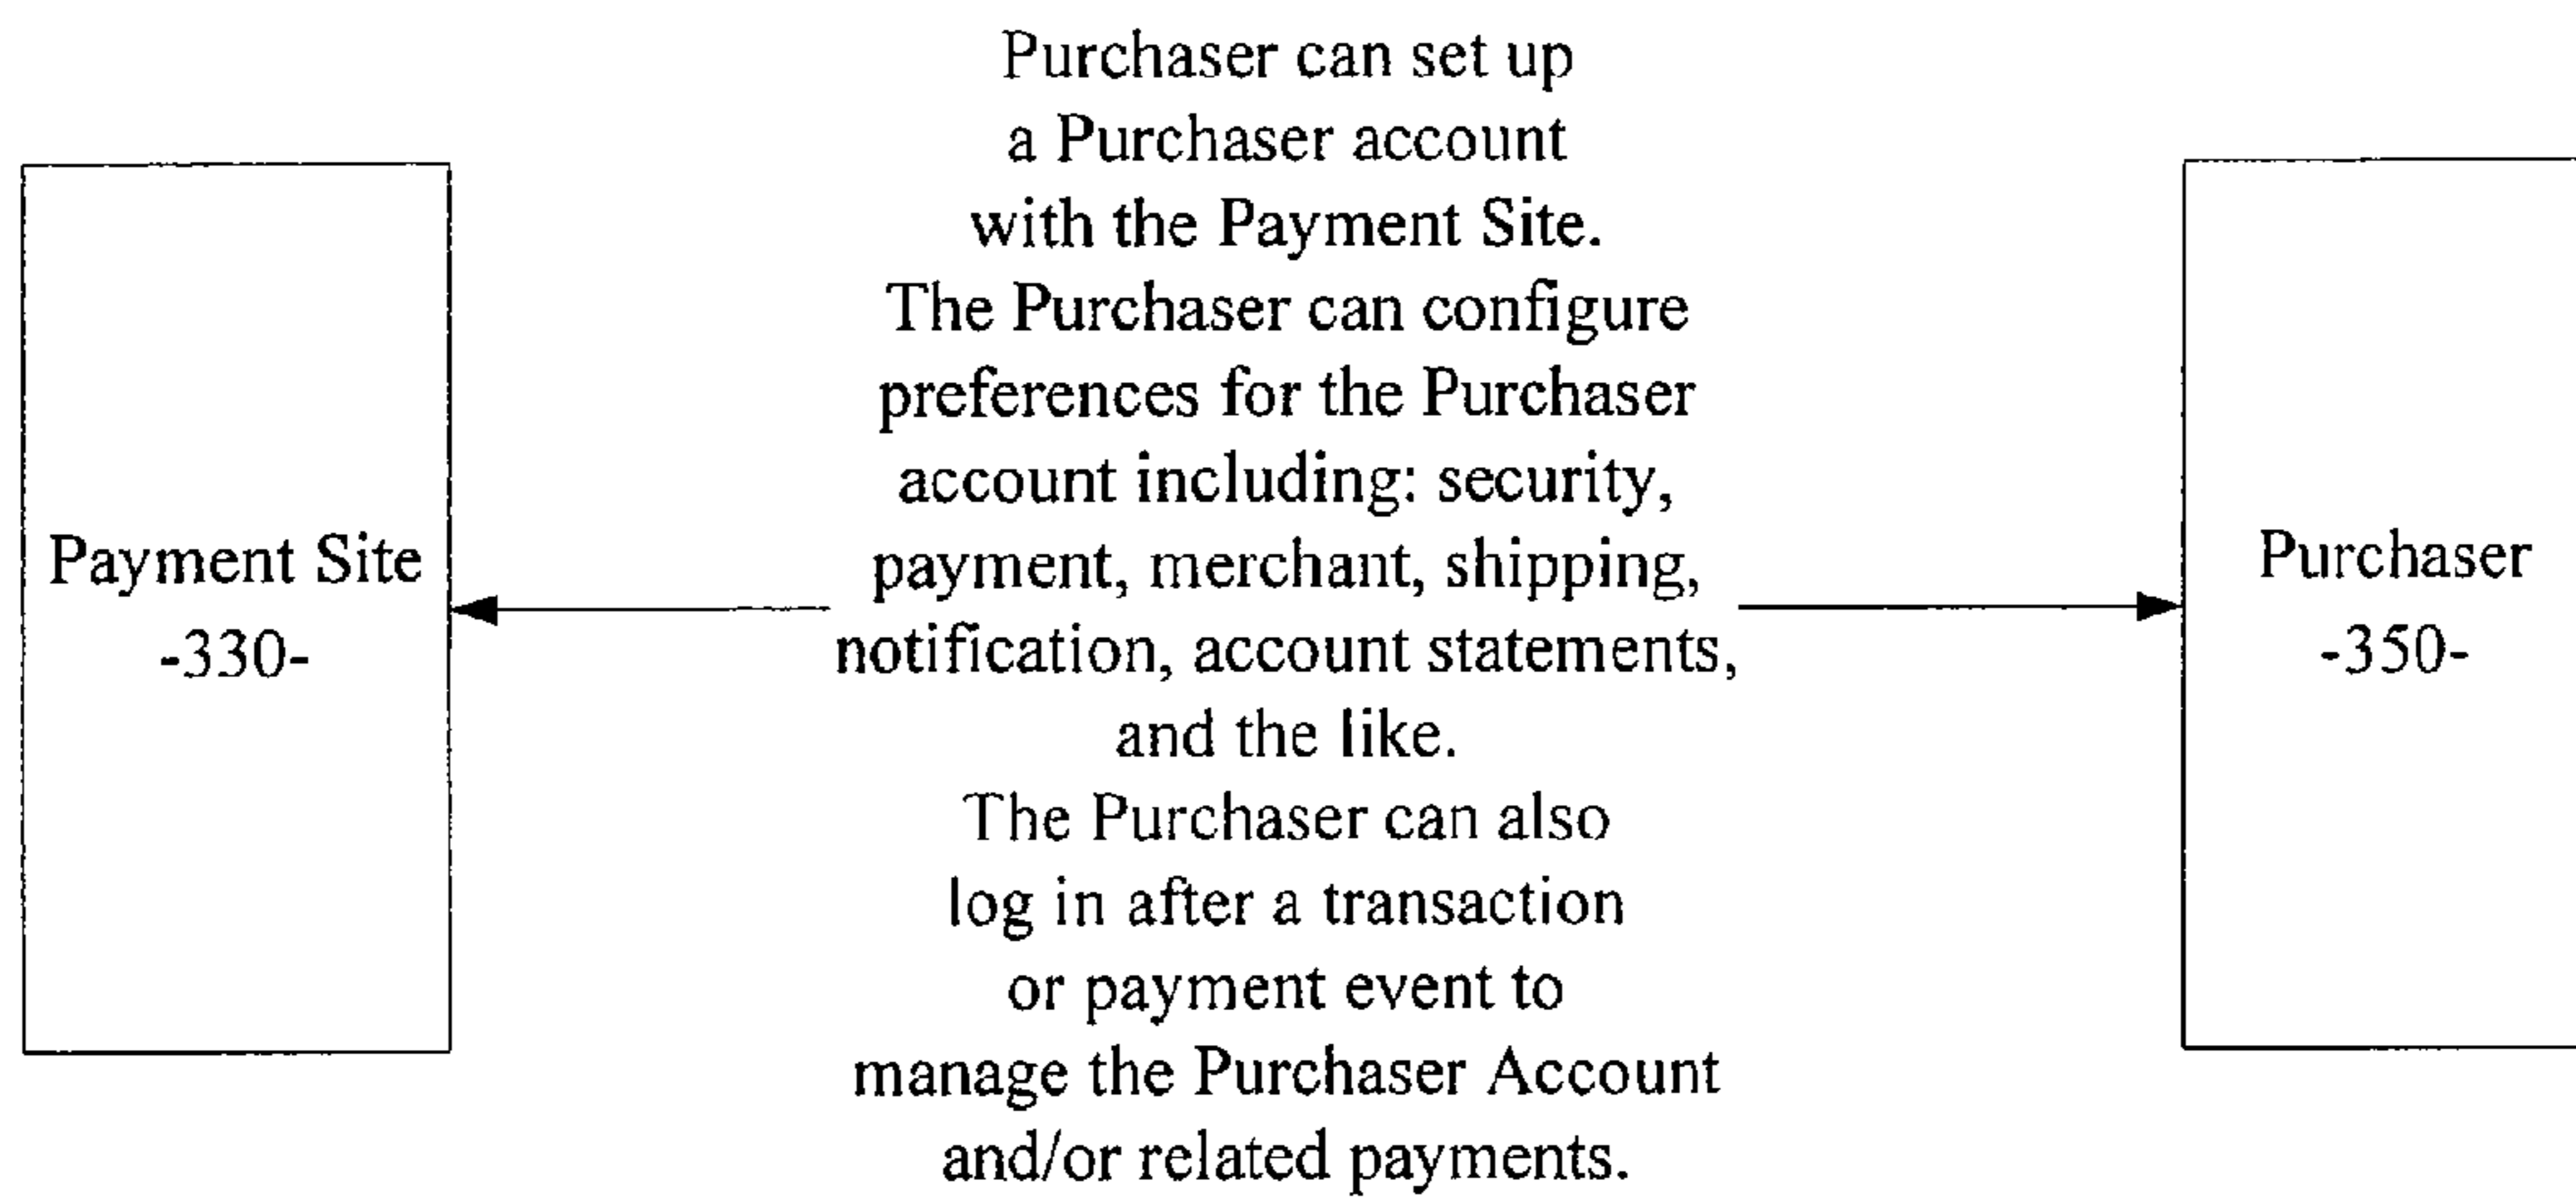 Purchaser can set up
a Purchaser account
with the Payment Site.
The Purchaser can configure
preferences for the Purchaser
account including: security,
payment, merchant, shipping,
notification, account statements,
and the like.
The Purchaser can also
log in after a transaction
or payment event to
manage the Purchaser Account
and/or related payments.
Payment Site
-330-
Purchaser
-350-